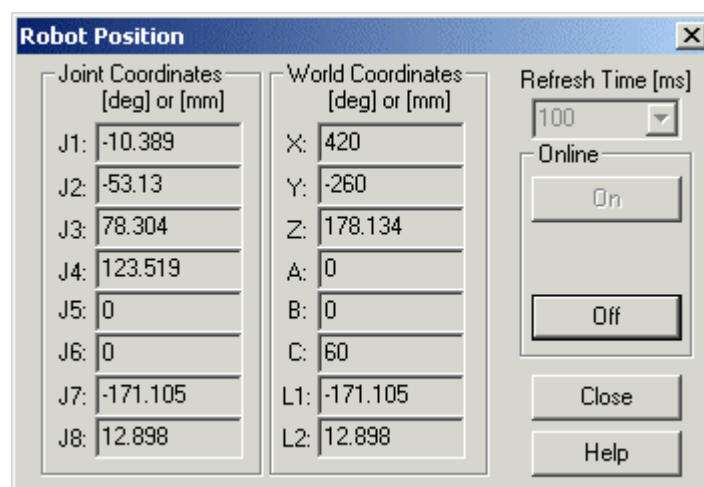 Robot Position
Joint Coordinates
[deg] or [mm]
J1: -10.389
J2: -53.13
J3: 78.304
J4: 123.519
J5: 0
J6: 0
J7: -171.105
J8: 12.898
World Coordinates
[deg] or [mm]
X: 420
Y: -260
Z: 178.134
A: 0
B: 0
C: 60
L1: -171.105
L2: 12.898
Refresh Time [ms]
100
Online
On
Off
Close
Help